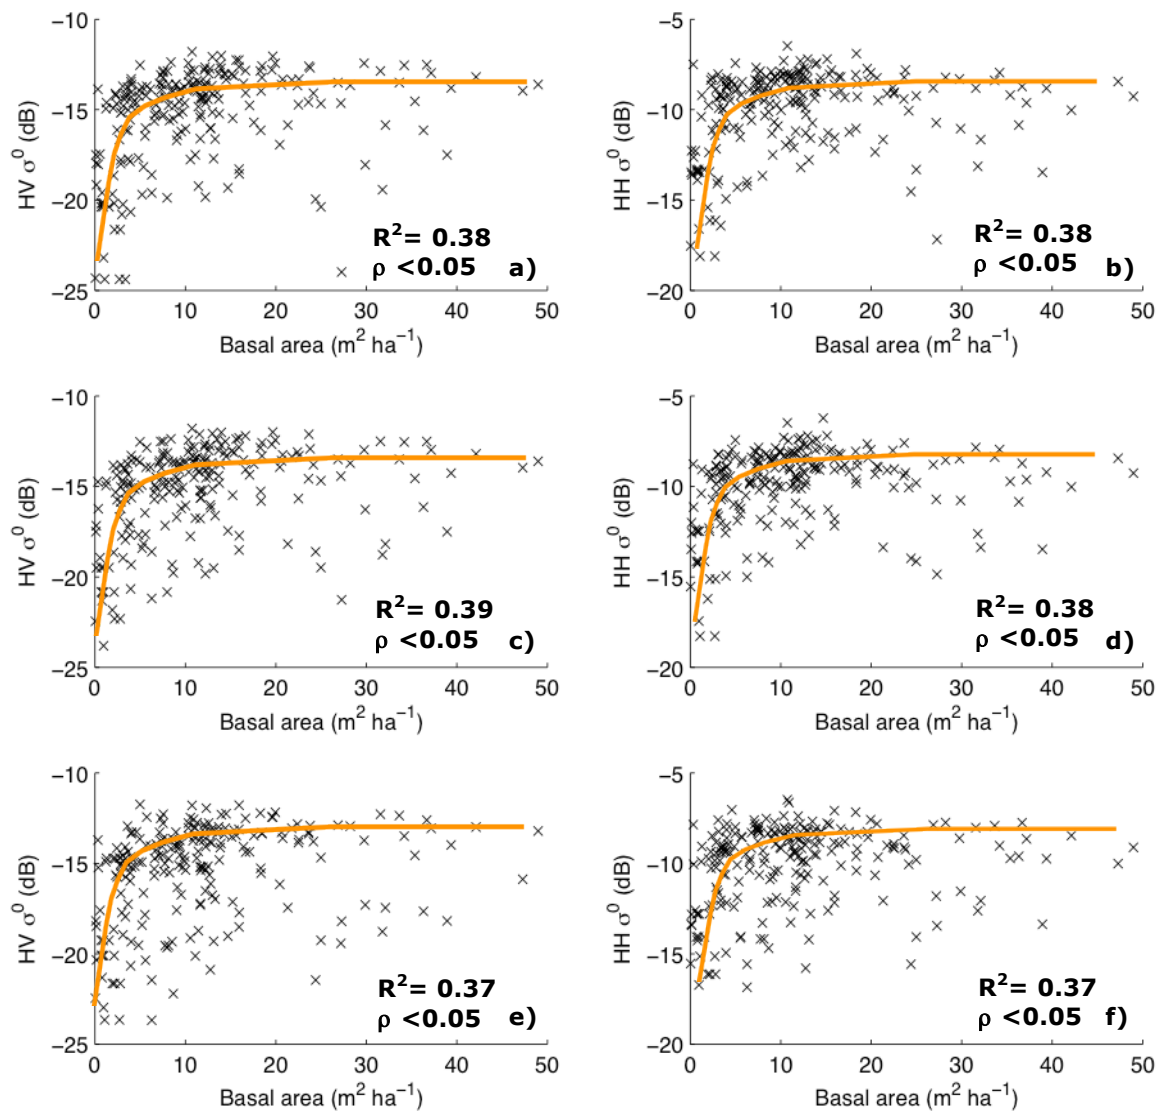 −10
−15
−20
−25
HV σ⁰ (dB)
R²= 0.38
ρ <0.05 a)
0 10 20 30 40 50
Basal area (m² ha⁻¹)
−5
−10
−15
−20
HH σ⁰ (dB)
R²= 0.38
ρ <0.05 b)
0 10 20 30 40 50
Basal area (m² ha⁻¹)
−10
−15
−20
−25
HV σ⁰ (dB)
R²= 0.39
ρ <0.05 c)
0 10 20 30 40 50
Basal area (m² ha⁻¹)
−5
−10
−15
−20
HH σ⁰ (dB)
R²= 0.38
ρ <0.05 d)
0 10 20 30 40 50
Basal area (m² ha⁻¹)
−10
−15
−20
−25
HV σ⁰ (dB)
R²= 0.37
ρ <0.05 e)
0 10 20 30 40 50
Basal area (m² ha⁻¹)
−5
−10
−15
−20
HH σ⁰ (dB)
R²= 0.37
ρ <0.05 f)
0 10 20 30 40 50
Basal area (m² ha⁻¹)